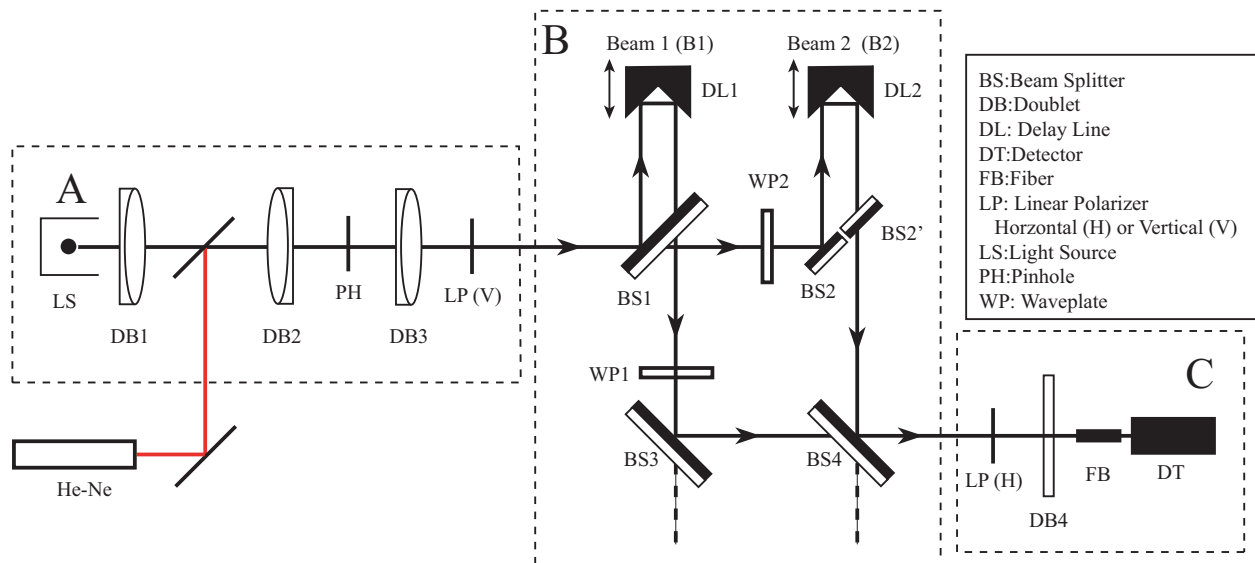 A
LS
DB1
DB2
PH
DB3
LP (V)
He-Ne
B
Beam 1 (B1)
DL1
Beam 2 (B2)
DL2
WP2
BS1
BS2
BS2’
WP1
BS3
BS4
BS:Beam Splitter
DB:Doublet
DL: Delay Line
DT:Detector
FB:Fiber
LP: Linear Polarizer
Horzontal (H) or Vertical (V)
LS:Light Source
PH:Pinhole
WP: Waveplate
C
LP (H)
DB4
FB
DT